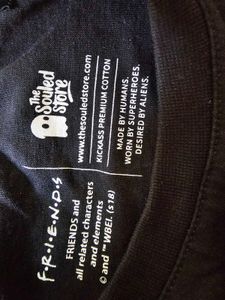 The
Souled
Store
www.thesouledstore.com
KICKASS PREMIUM COTTON
MADE BY HUMANS.
WORN BY SUPERHEROES.
DESIRED BY ALIENS.
F·R·I·E·N·D·S
FRIENDS and
all related characters
and elements
© and ™ WBEI. (s18)